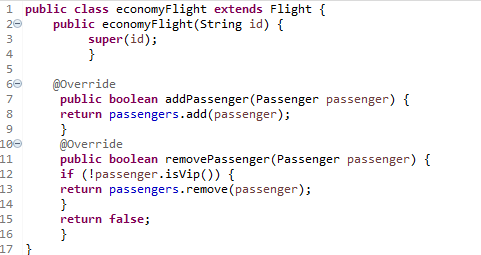 1 public class economyFlight extends Flight {
2 public economyFlight(String id) {
3 super(id);
4 }
5
6 @Override
7 public boolean addPassenger(Passenger passenger) {
8 return passengers.add(passenger);
9 }
10 @Override
11 public boolean removePassenger(Passenger passenger) {
12 if (!passenger.isVip()) {
13 return passengers.remove(passenger);
14 }
15 return false;
16 }
17 }